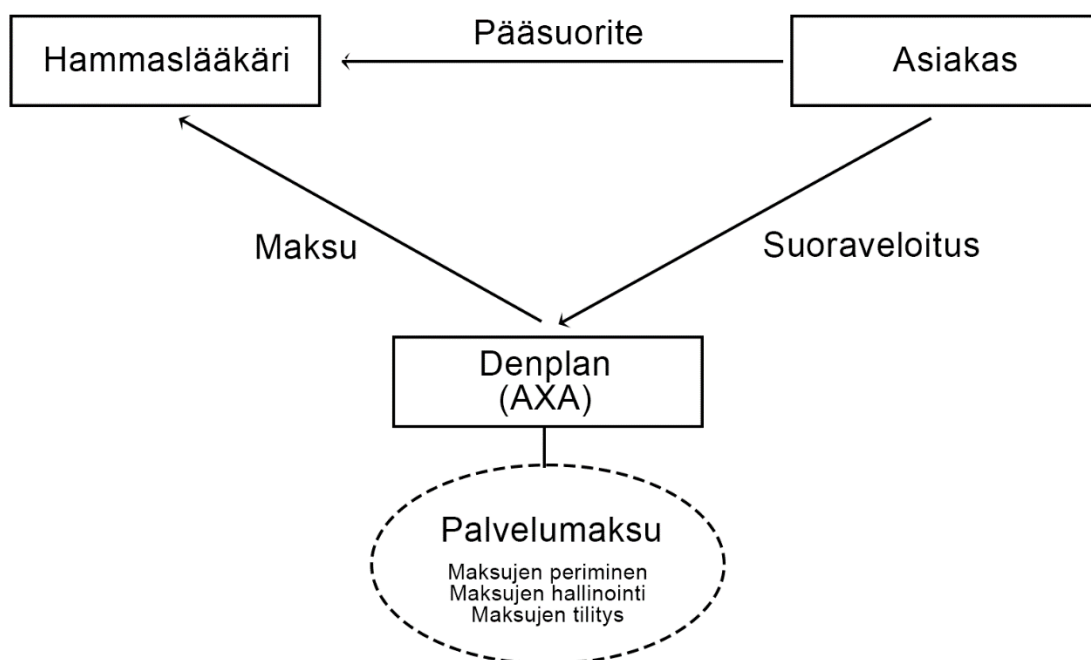 Pääsuorite
Hammaslääkäri
Asiakas
Maksu
Suoraveloitus
Denplan
(AXA)
Palvelumaksu
Maksujen periminen
Maksujen hallinointi
Maksujen tilitys